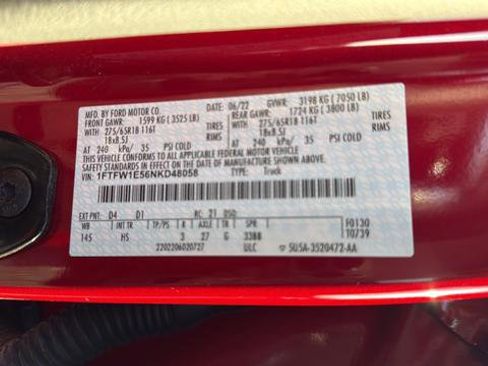 MFD. BY FORD MOTOR CO. DATE: 06/22 GVWR: 3198 KG ( 7050 LB)
FRONT GAWR: 1599 KG ( 3525 LB) REAR GAWR: 1724 KG ( 3800 LB)
WITH TIRES WITH TIRES
275/65R18 116T 275/65R18 116T
18x8.5J RIMS 18x8.5J RIMS
AT 240 kPa/ 35 PSI COLD AT 240 kPa/ 35 PSI COLD
THIS VEHICLE CONFORMS TO ALL APPLICABLE FEDERAL MOTOR VEHICLE
SAFETY STANDARDS IN EFFECT ON THE DATE OF MANUFACTURE SHOWN ABOVE.
VIN: 1FTFW1E56NKD48058 TYPE: Truck
EXT PNT: D4 D1 RC: 21 DSO: F0130
WB INT TR TP/PS R AXLE TR SPR 10739
145 HS 3 27 G 3388
2202206020727 ULC 5U5A-3520472-AA